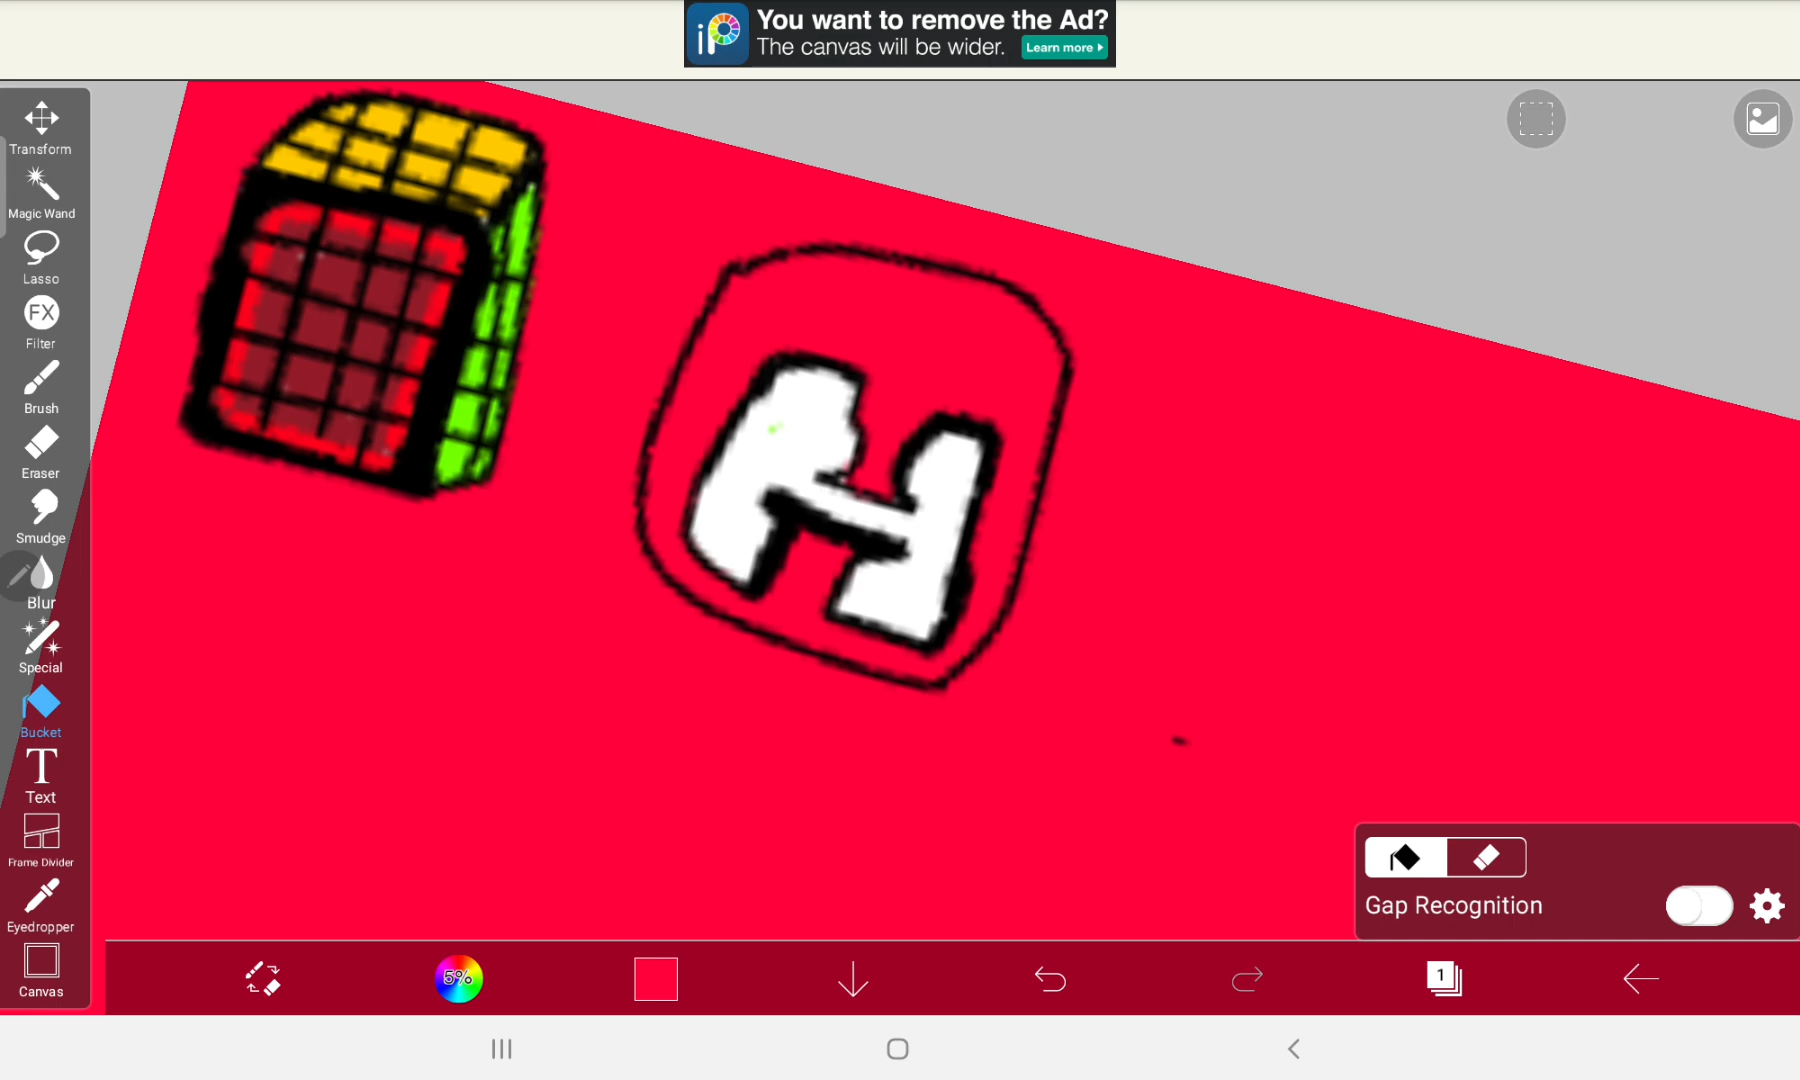 iP
You want to remove the Ad?
The canvas will be wider.
Learn more
Transform
Magic Wand
Lasso
FX
Filter
Brush
Eraser
Smudge
Blur
Special
Bucket
T
Text
Frame Divider
Eyedropper
Canvas
H
Gap Recognition
5%
1